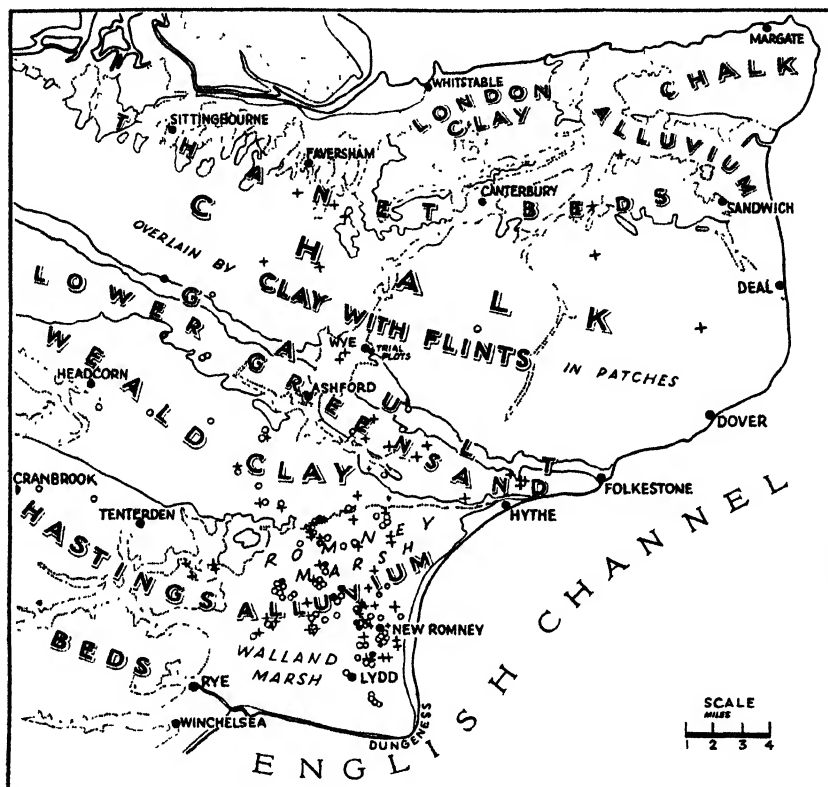 MARGATE
CHALK
WHITSTABLE
LONDON
CLAY
ALLUVIUM
SITTINGBOURNE
FAVERSHAM
THANET BEDS
CANTERBURY
SANDWICH
CHALK
OVERLAIN BY
CLAY WITH FLINTS
IN PATCHES
DEAL
GAULT
LOWER GREENSAND
WYE
TRIAL
PLOTS
WEALD CLAY
HEADCORN
ASHFORD
DOVER
FOLKESTONE
HYTHE
CRANBROOK
TENTERDEN
ROMNEY
MARSH
HASTINGS
BEDS
ALLUVIUM
NEW ROMNEY
WALLAND
MARSH
LYDD
RYE
WINCHELSEA
DUNGENESS
ENGLISH CHANNEL
SCALE
MILES
1 2 3 4